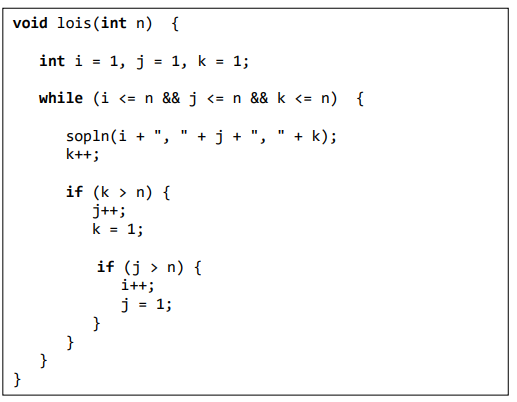 void lois(int n)  {
int i = 1, j = 1, k = 1;
while (i <= n && j <= n && k <= n)  {
sopln(i + ", " + j + ", " + k);
k++;
if (k > n) {
j++;
k = 1;
if (j > n) {
i++;
j = 1;
}
}
}
}